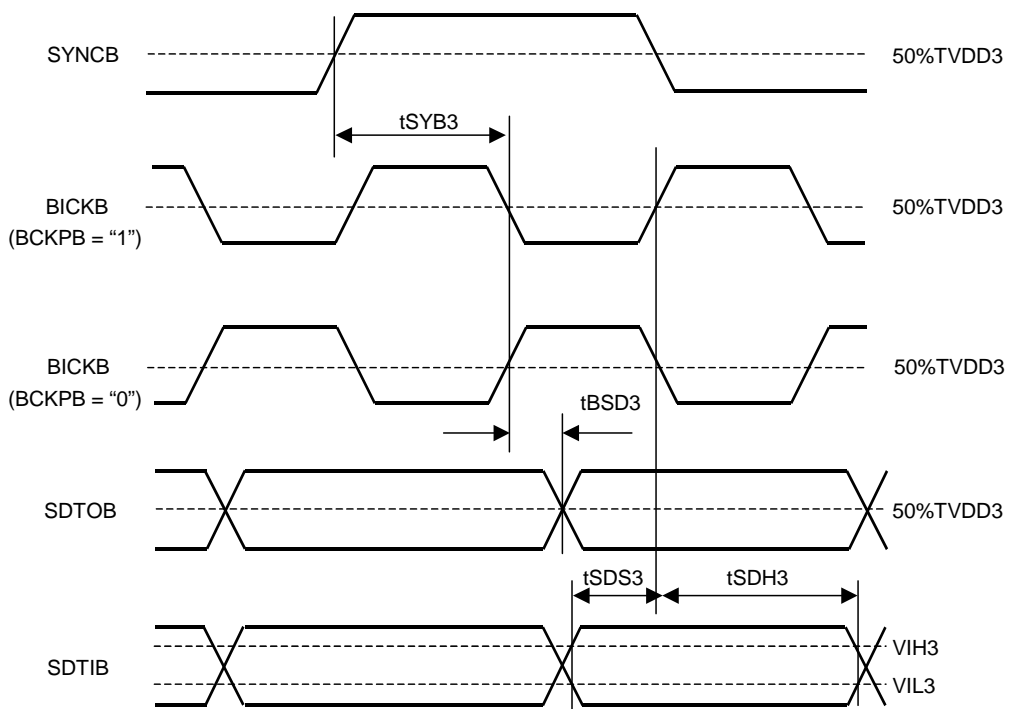 SYNCB
50%TVDD3
tSYB3
BICKB
(BCKPB = “1”)
50%TVDD3
BICKB
(BCKPB = “0”)
50%TVDD3
tBSD3
SDTOB
50%TVDD3
tSDS3
tSDH3
SDTIB
VIH3
VIL3